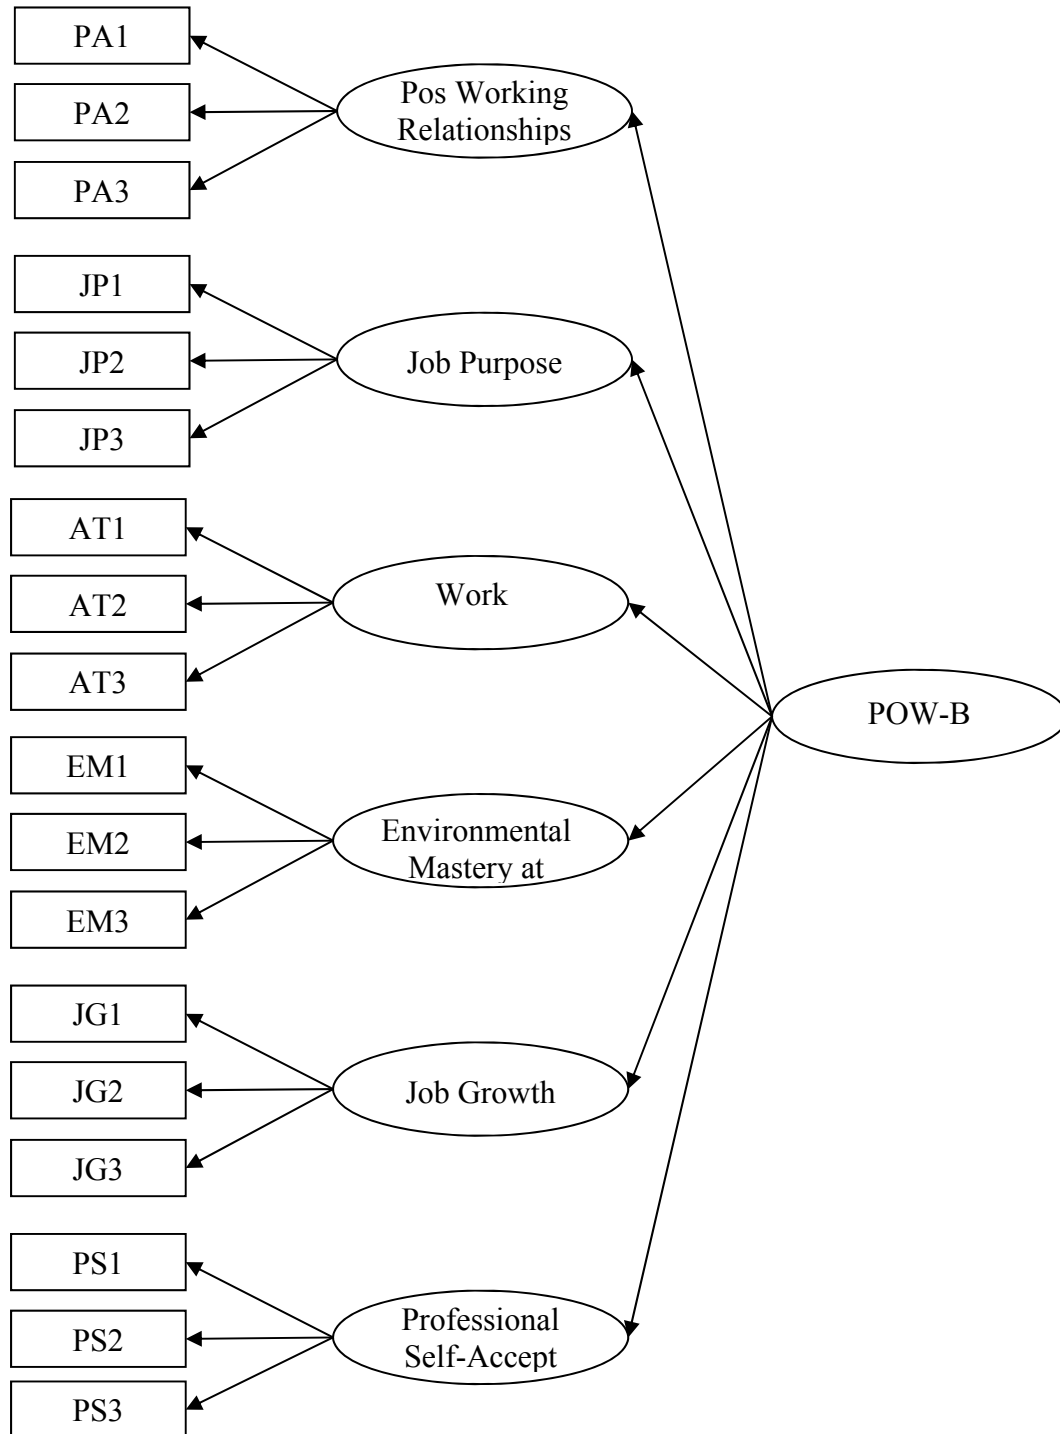 PA1
PA2
PA3
Pos Working
Relationships
JP1
JP2
JP3
Job Purpose
AT1
AT2
AT3
Work
POW-B
EM1
EM2
EM3
Environmental
Mastery at
JG1
JG2
JG3
Job Growth
PS1
PS2
PS3
Professional
Self-Accept